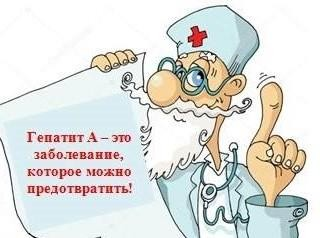 Гепатит А – это
заболевание,
которое можно
предотвратить!